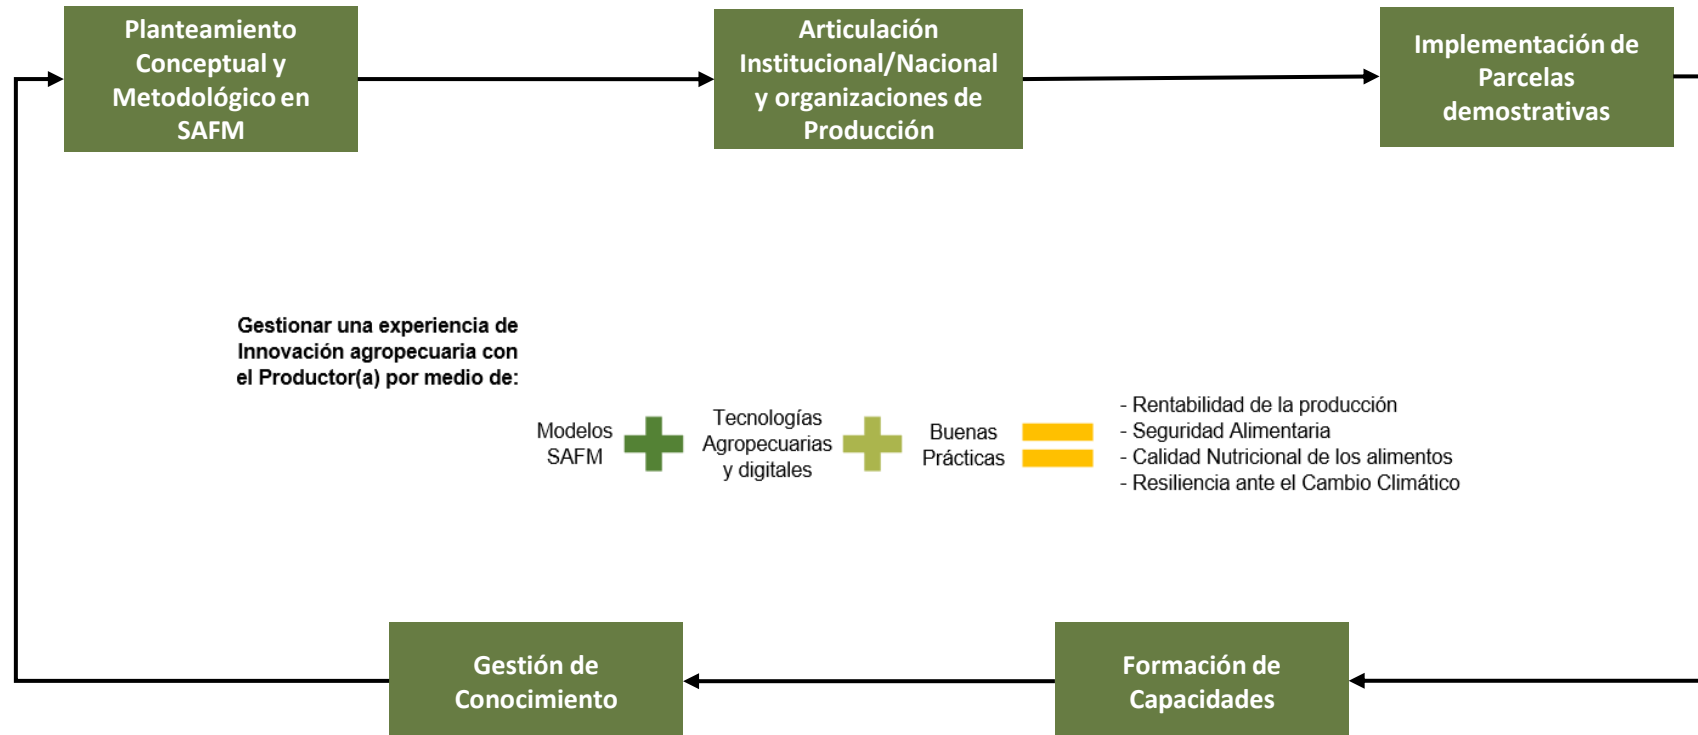 Planteamiento
Conceptual y
Metodológico en
SAFM
Articulación
Institucional/Nacional
y organizaciones de
Producción
Implementación de
Parcelas
demostrativas
Gestionar una experiencia de
Innovación agropecuaria con
el Productor(a) por medio de:
Modelos
SAFM
Tecnologías
Agropecuarias
y digitales
Buenas
Prácticas
- Rentabilidad de la producción
- Seguridad Alimentaria
- Calidad Nutricional de los alimentos
- Resiliencia ante el Cambio Climático
Gestión de
Conocimiento
Formación de
Capacidades